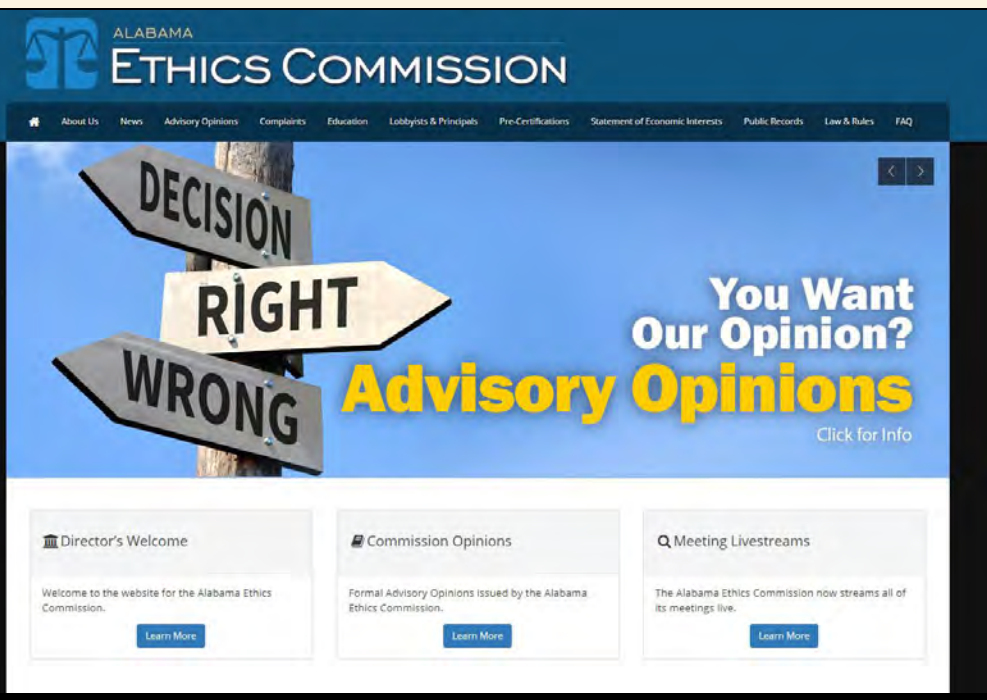 ALABAMA
ETHICS COMMISSION
About Us News Advisory Opinions Complaints Education Lobbyists & Principals Pre-Certifications Statement of Economic Interests Public Records Law & Rules FAQ
DECISION
RIGHT
WRONG
You Want
Our Opinion?
Advisory Opinions
Click for Info
Director's Welcome
Welcome to the website for the Alabama Ethics
Commission.
Learn More
Commission Opinions
Formal Advisory Opinions issued by the Alabama
Ethics Commission.
Learn More
Meeting Livestreams
The Alabama Ethics Commission now streams all of
its meetings live.
Learn More